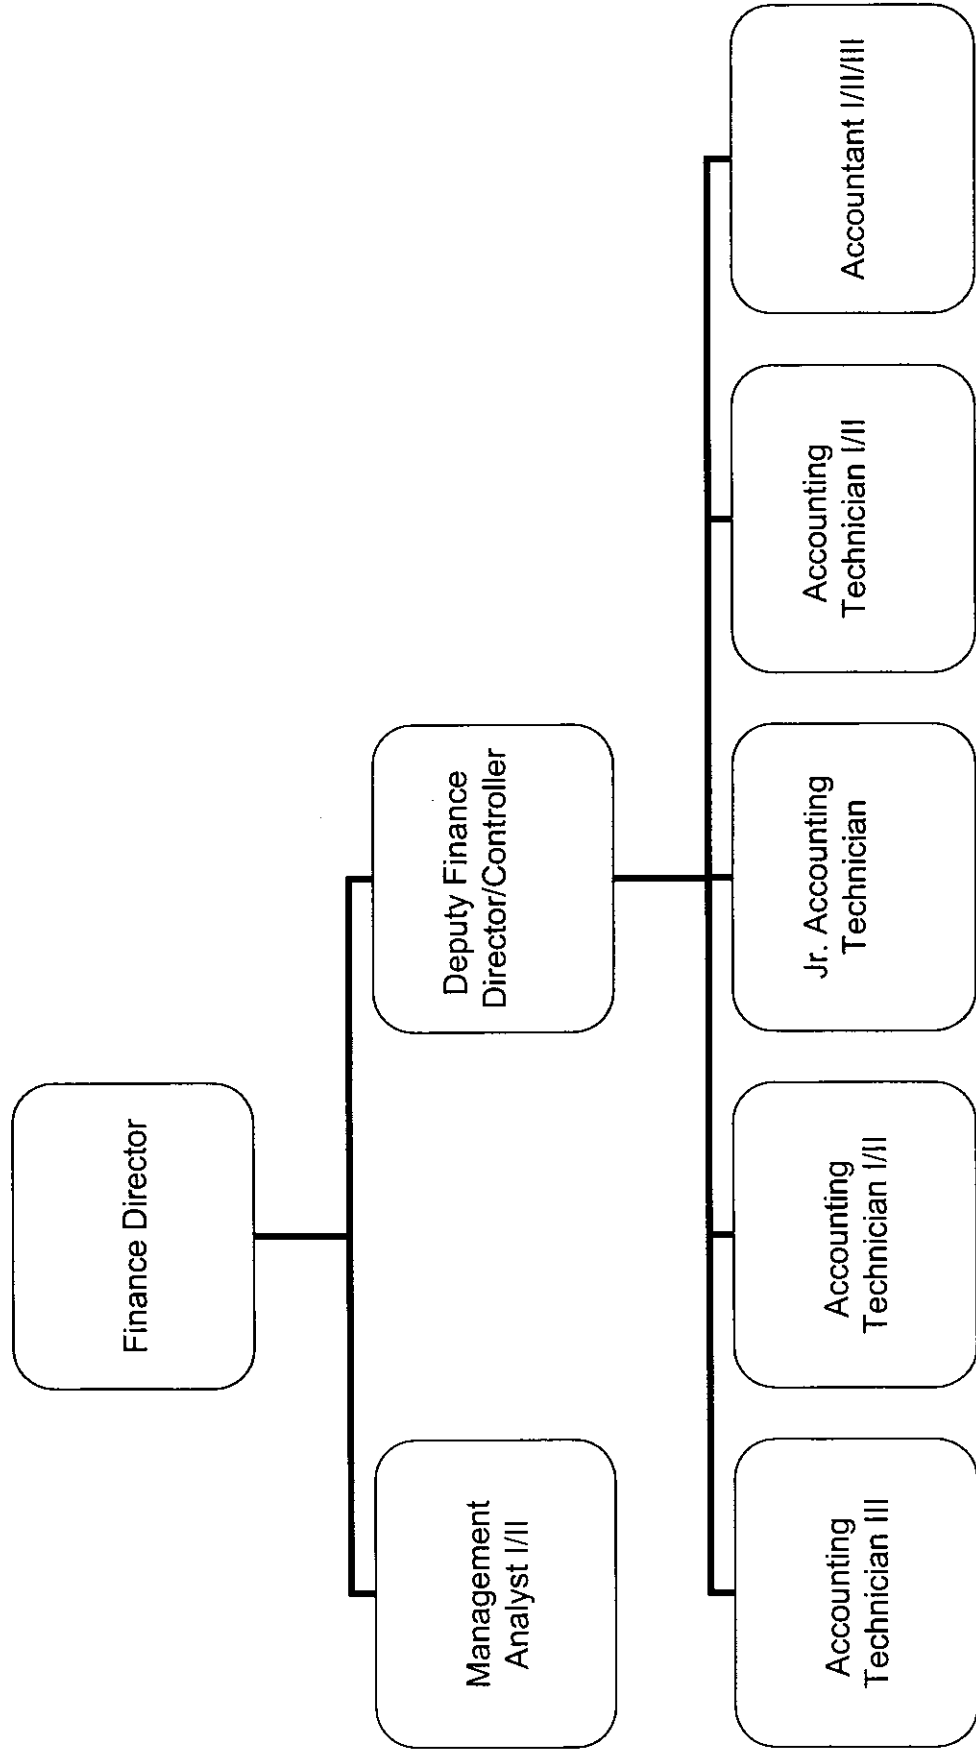 Finance Director
Management
Analyst I/II
Deputy Finance
Director/Controller
Accounting
Technician III
Accounting
Technician I/II
Jr. Accounting
Technician
Accounting
Technician I/II
Accountant I/II/III